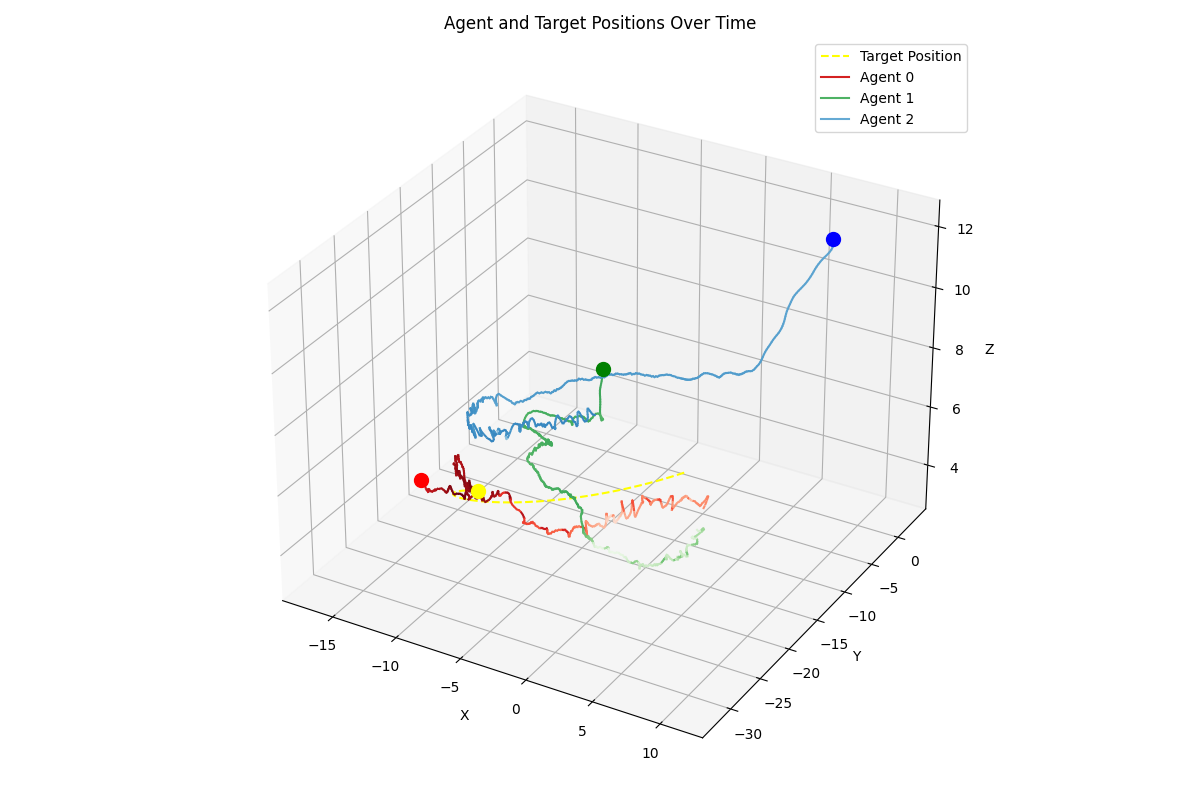 Agent and Target Positions Over Time
Target Position
Agent 0
Agent 1
Agent 2
12
10
8
6
4
Z
0
−5
−10
−15
−20
−25
−30
Y
−15
−10
−5
0
5
10
X